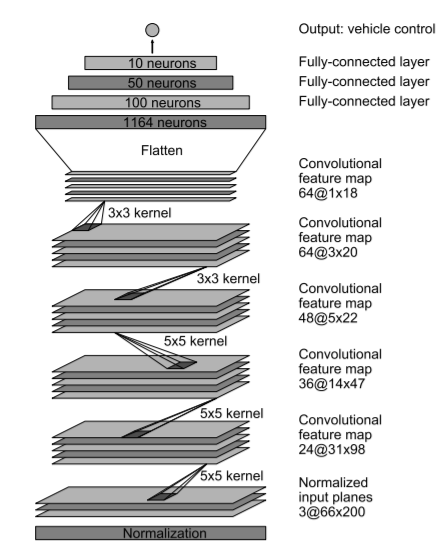 Output: vehicle control
10 neurons
Fully-connected layer
50 neurons
Fully-connected layer
100 neurons
Fully-connected layer
1164 neurons
Flatten
Convolutional
feature map
64@1x18
3x3 kernel
Convolutional
feature map
64@3x20
3x3 kernel
Convolutional
feature map
48@5x22
5x5 kernel
Convolutional
feature map
36@14x47
5x5 kernel
Convolutional
feature map
24@31x98
5x5 kernel
Normalized
input planes
3@66x200
Normalization